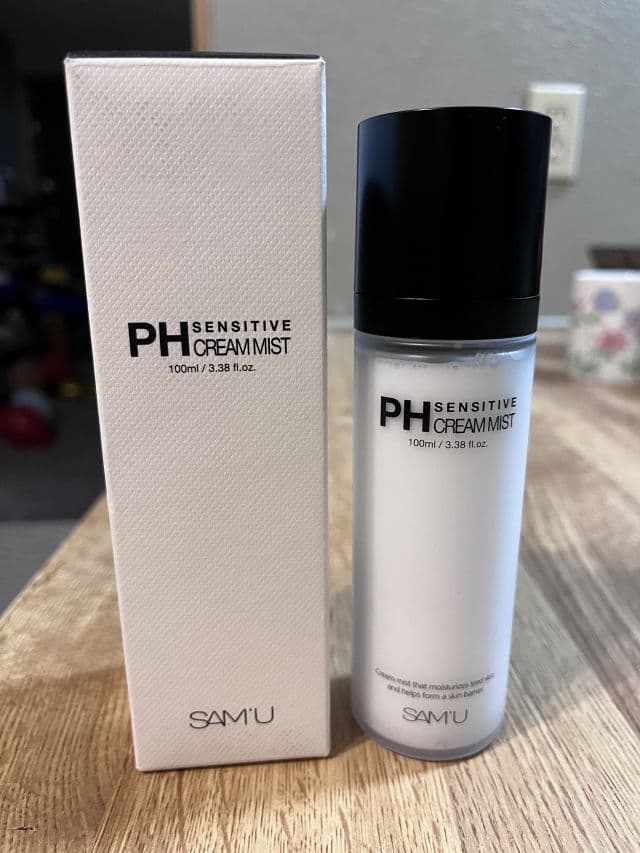 PH SENSITIVE
CREAM MIST
100ml / 3.38 fl.oz.
SAM'U
PH SENSITIVE
CREAM MIST
100ml / 3.38 fl.oz.
Cream mist that moisturizes tired skin
and helps form a skin barrier.
SAM'U